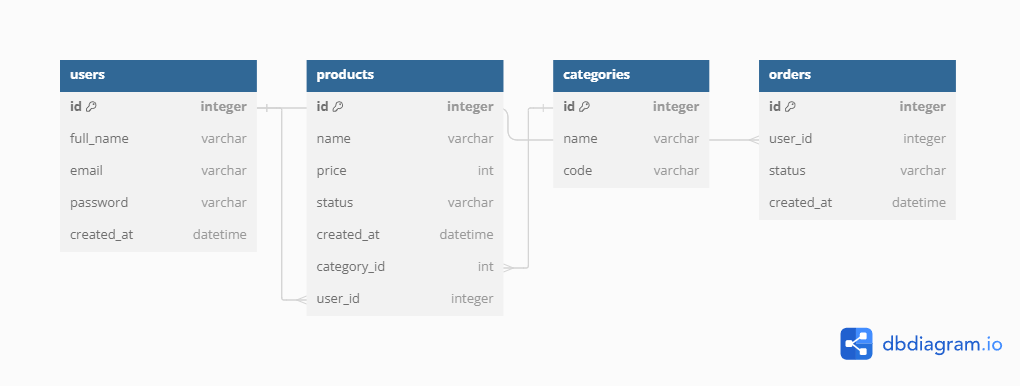 users
id integer
full_name varchar
email varchar
password varchar
created_at datetime
products
id integer
name varchar
price int
status varchar
created_at datetime
category_id int
user_id integer
categories
id integer
name varchar
code varchar
orders
id integer
user_id integer
status varchar
created_at datetime
dbdiagram.io